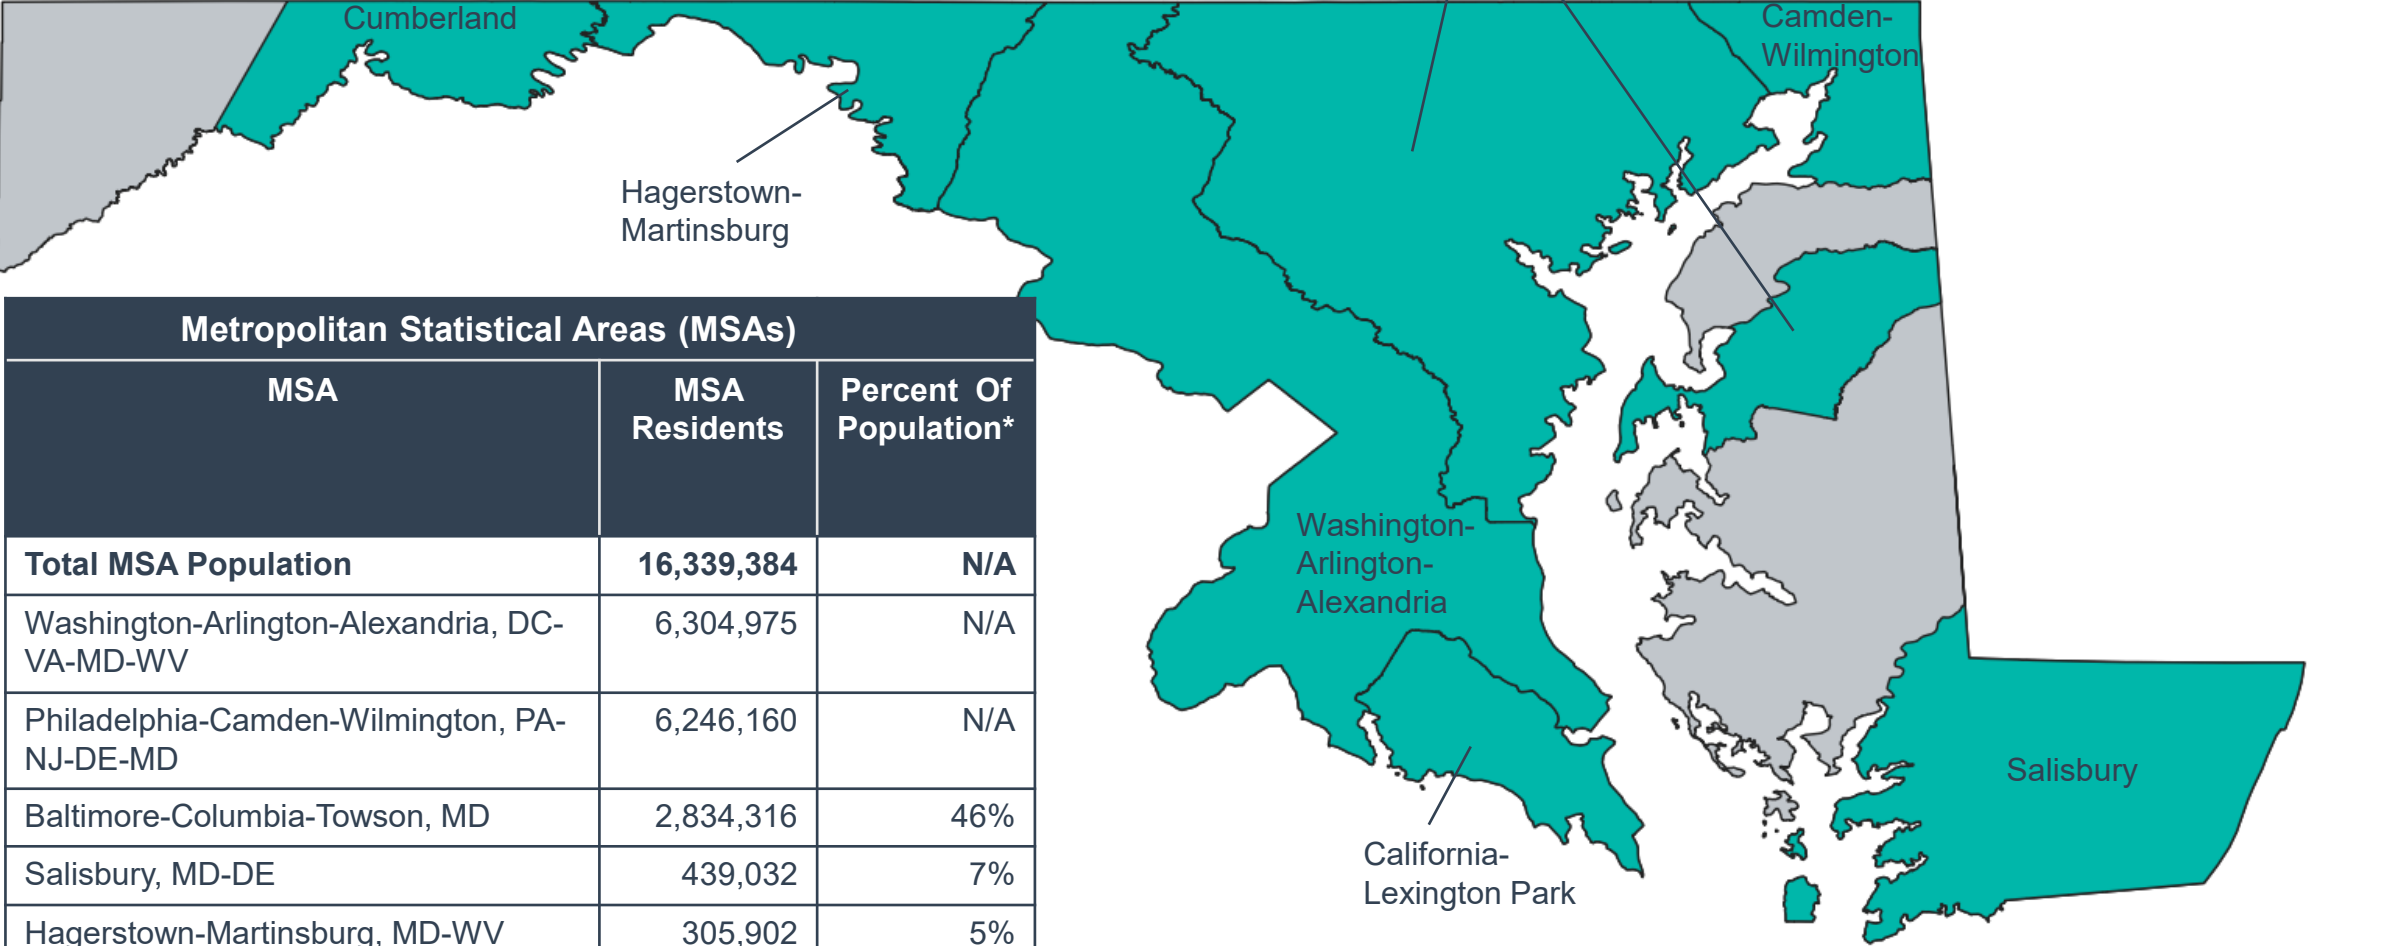 Cumberland
Camden-
Wilmington
Hagerstown-
Martinsburg
Metropolitan Statistical Areas (MSAs)
MSA
MSA
Residents
Percent Of
Population*
Total MSA Population 16,339,384 N/A
Washington-Arlington-Alexandria, DC- 6,304,975 N/A
VA-MD-WV
Philadelphia-Camden-Wilmington, PA- 6,246,160 N/A
NJ-DE-MD
Baltimore-Columbia-Towson, MD 2,834,316 46%
Salisbury, MD-DE 439,032 7%
Hagerstown-Martinsburg, MD-WV 305,902 5%
Washington-
Arlington-
Alexandria
Salisbury
California-
Lexington Park